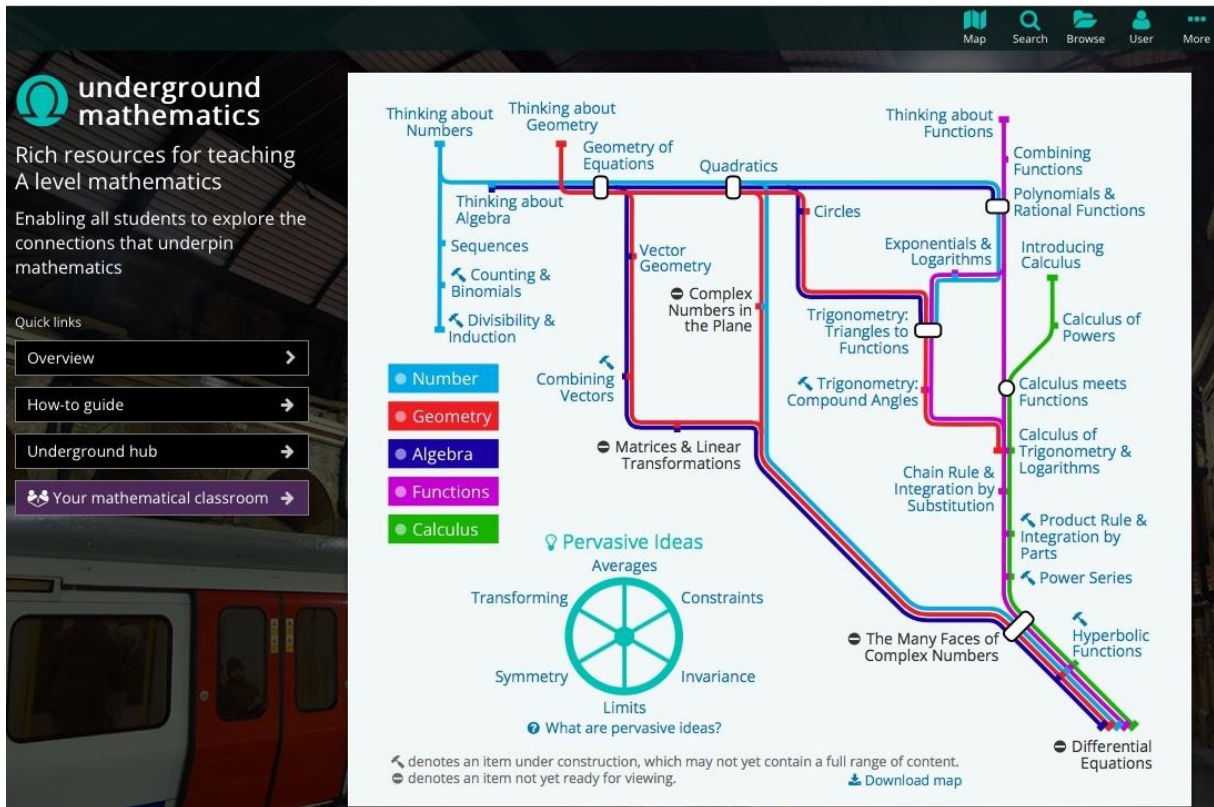 Map
Search
Browse
User
More
underground
mathematics
Rich resources for teaching
A level mathematics
Enabling all students to explore the
connections that underpin
mathematics
Quick links
Overview
How-to guide
Underground hub
Your mathematical classroom
Thinking about
Numbers
Thinking about
Geometry
Geometry of
Equations
Quadratics
Thinking about
Functions
Combining
Functions
Polynomials &
Rational Functions
Thinking about
Algebra
Circles
Sequences
Vector
Geometry
Exponentials &
Logarithms
Introducing
Calculus
Counting &
Binomials
Complex
Numbers in
the Plane
Divisibility &
Induction
Trigonometry:
Triangles to
Functions
Calculus of
Powers
Combining
Vectors
Trigonometry:
Compound Angles
Calculus meets
Functions
Number
Geometry
Algebra
Functions
Calculus
Matrices & Linear
Transformations
Calculus of
Trigonometry &
Logarithms
Chain Rule &
Integration by
Substitution
Product Rule &
Integration by
Parts
Power Series
Pervasive Ideas
Averages
Transforming
Constraints
Symmetry
Invariance
Limits
What are pervasive ideas?
The Many Faces of
Complex Numbers
Hyperbolic
Functions
Differential
Equations
denotes an item under construction, which may not yet contain a full range of content.
denotes an item not yet ready for viewing.
Download map